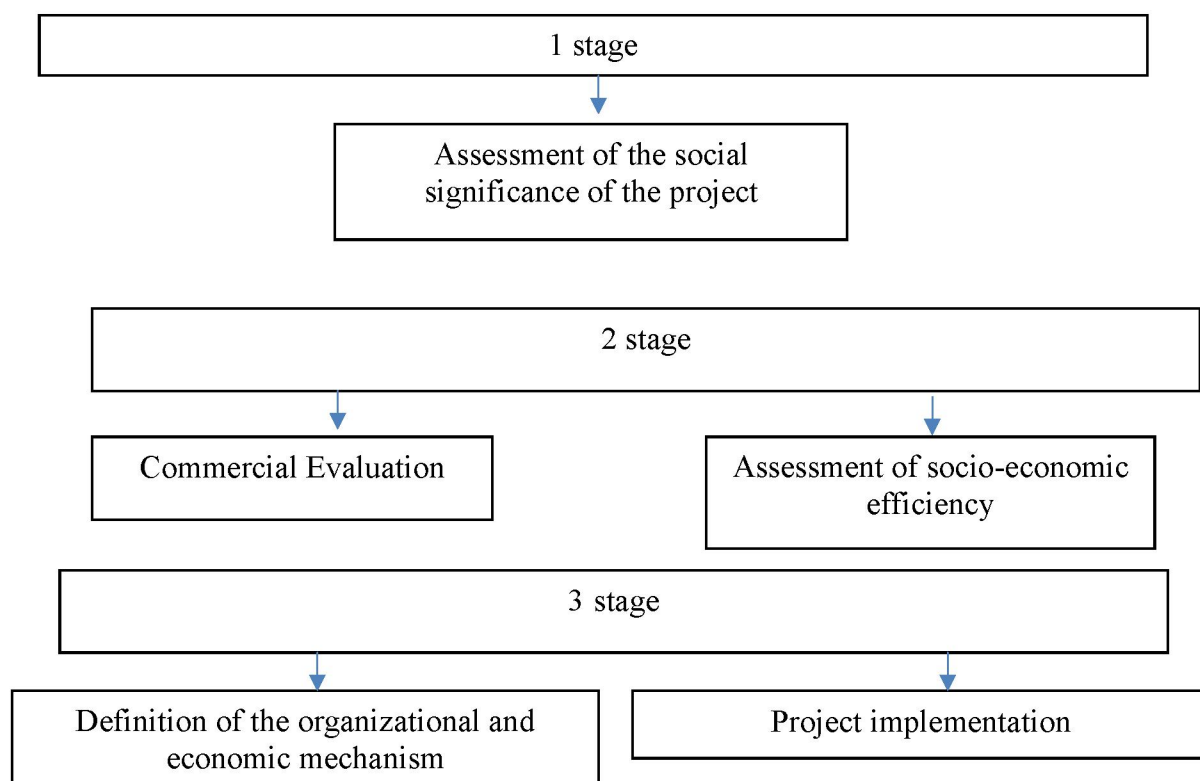 1 stage
Assessment of the social
significance of the project
2 stage
Commercial Evaluation
Assessment of socio-economic
efficiency
3 stage
Definition of the organizational and
economic mechanism
Project implementation